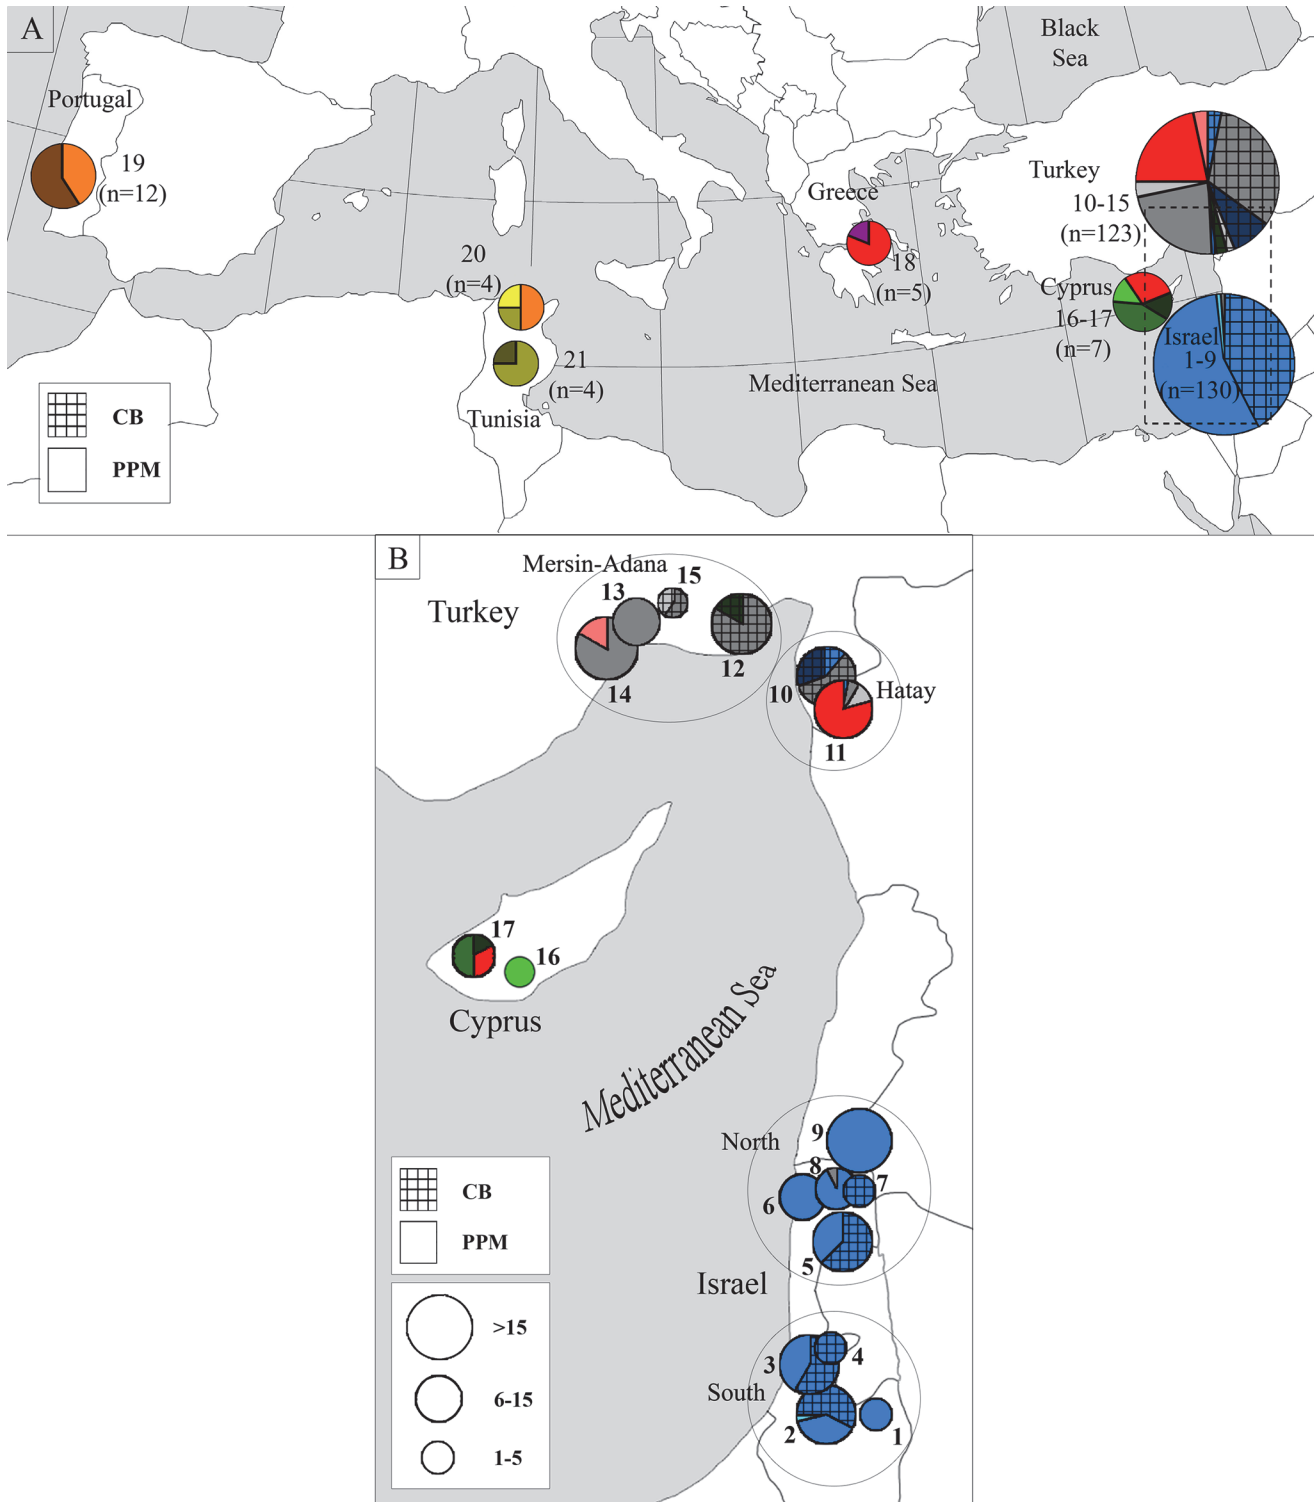 A
Black
Sea
Portugal
19
(n=12)
Turkey
10-15
(n=123)
Greece
18
(n=5)
20
(n=4)
Cyprus
16-17
(n=7)
Israel
1-9
(n=130)
21
(n=4)
Tunisia
Mediterranean Sea
CB
PPM
B
Mersin-Adana
Turkey
13
15
12
14
10
Hatay
11
17
16
Cyprus
Mediterranean Sea
North
9
8
7
6
5
Israel
3
4
South
2
1
CB
PPM
>15
6-15
1-5